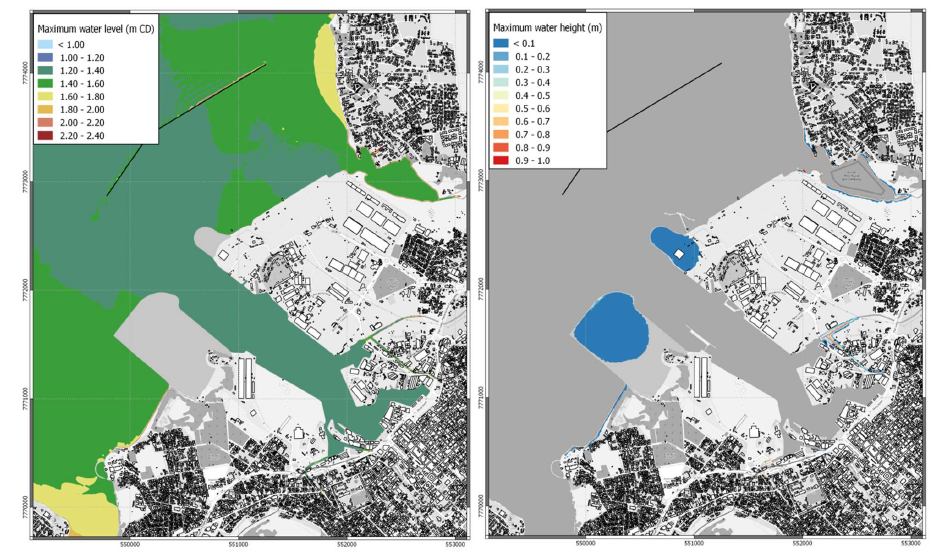 Maximum water level (m CD)
< 1.00
1.00 - 1.20
1.20 - 1.40
1.40 - 1.60
1.60 - 1.80
1.80 - 2.00
2.00 - 2.20
2.20 - 2.40
7774000
7773000
7772000
7771000
7770000
550000
551000
552000
553000
Maximum water height (m)
< 0.1
0.1 - 0.2
0.2 - 0.3
0.3 - 0.4
0.4 - 0.5
0.5 - 0.6
0.6 - 0.7
0.7 - 0.8
0.8 - 0.9
0.9 - 1.0
7774000
7773000
7772000
7771000
7770000
550000
551000
552000
553000